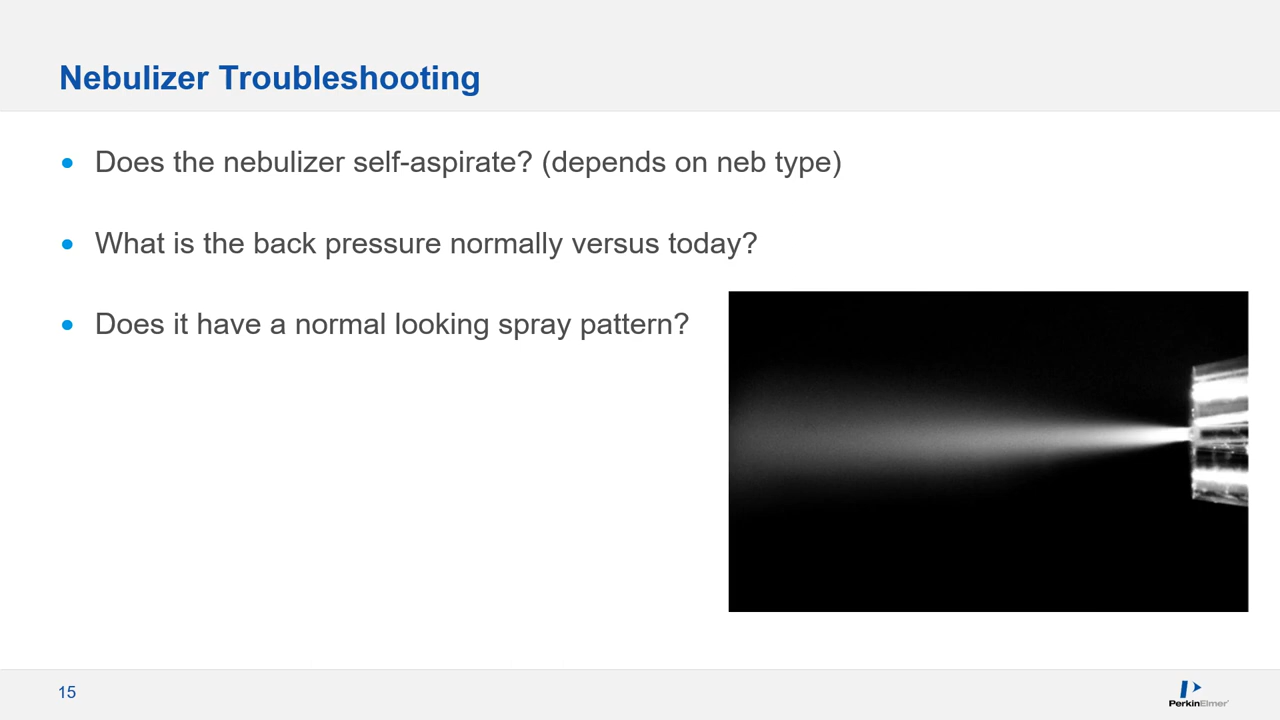 Nebulizer Troubleshooting
Does the nebulizer self-aspirate? (depends on neb type)
What is the back pressure normally versus today?
Does it have a normal looking spray pattern?
15
PerkinElmer